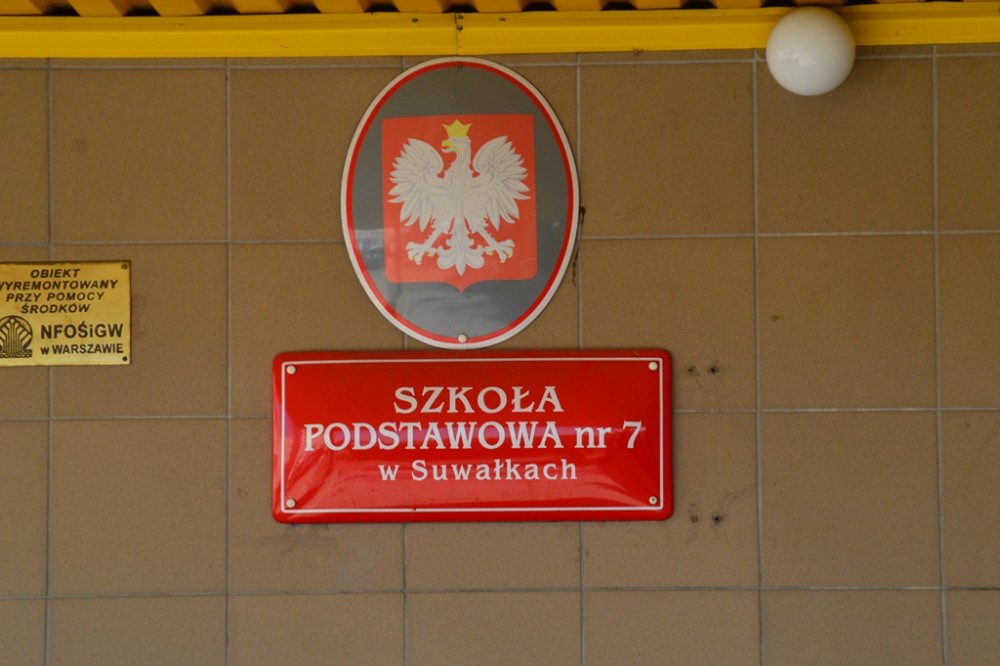 OBIEKT
WYREMONTOWANY
PRZY POMOCY
ŚRODKÓW
NFOŚiGW
w WARSZAWIE
SZKOŁA
PODSTAWOWA nr 7
w Suwałkach